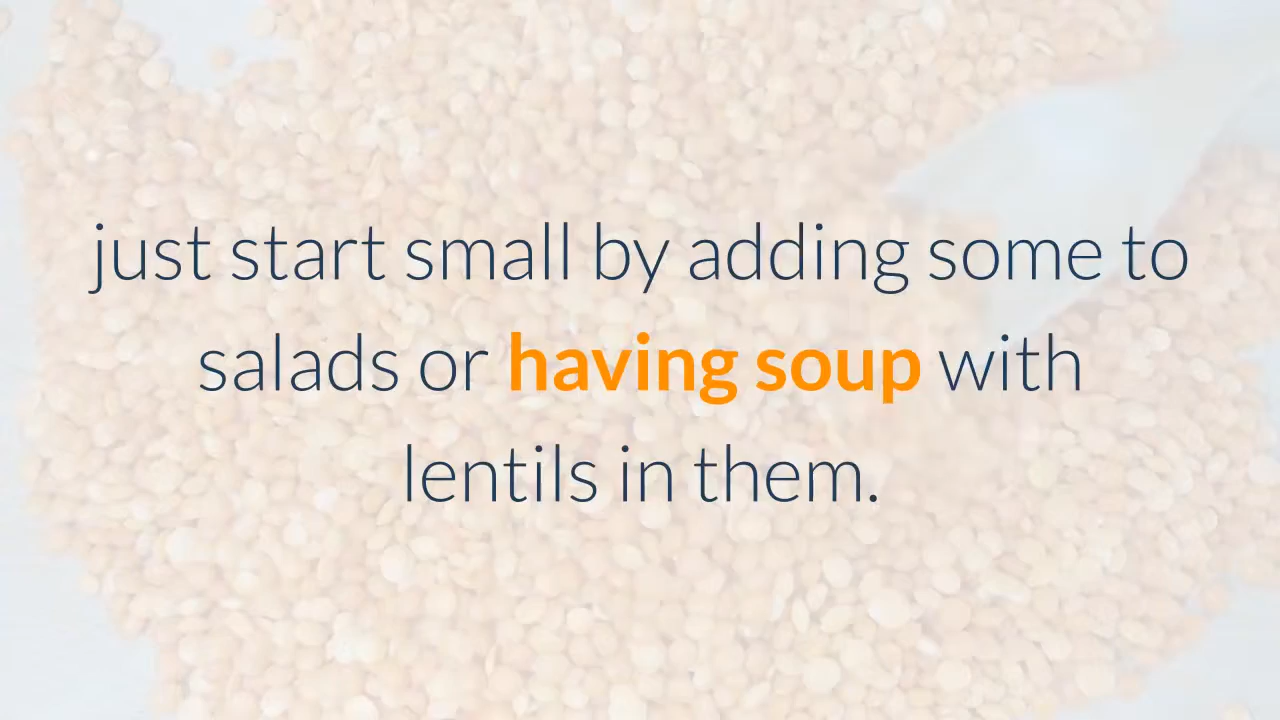 just start small by adding some to
salads or having soup with
lentils in them.